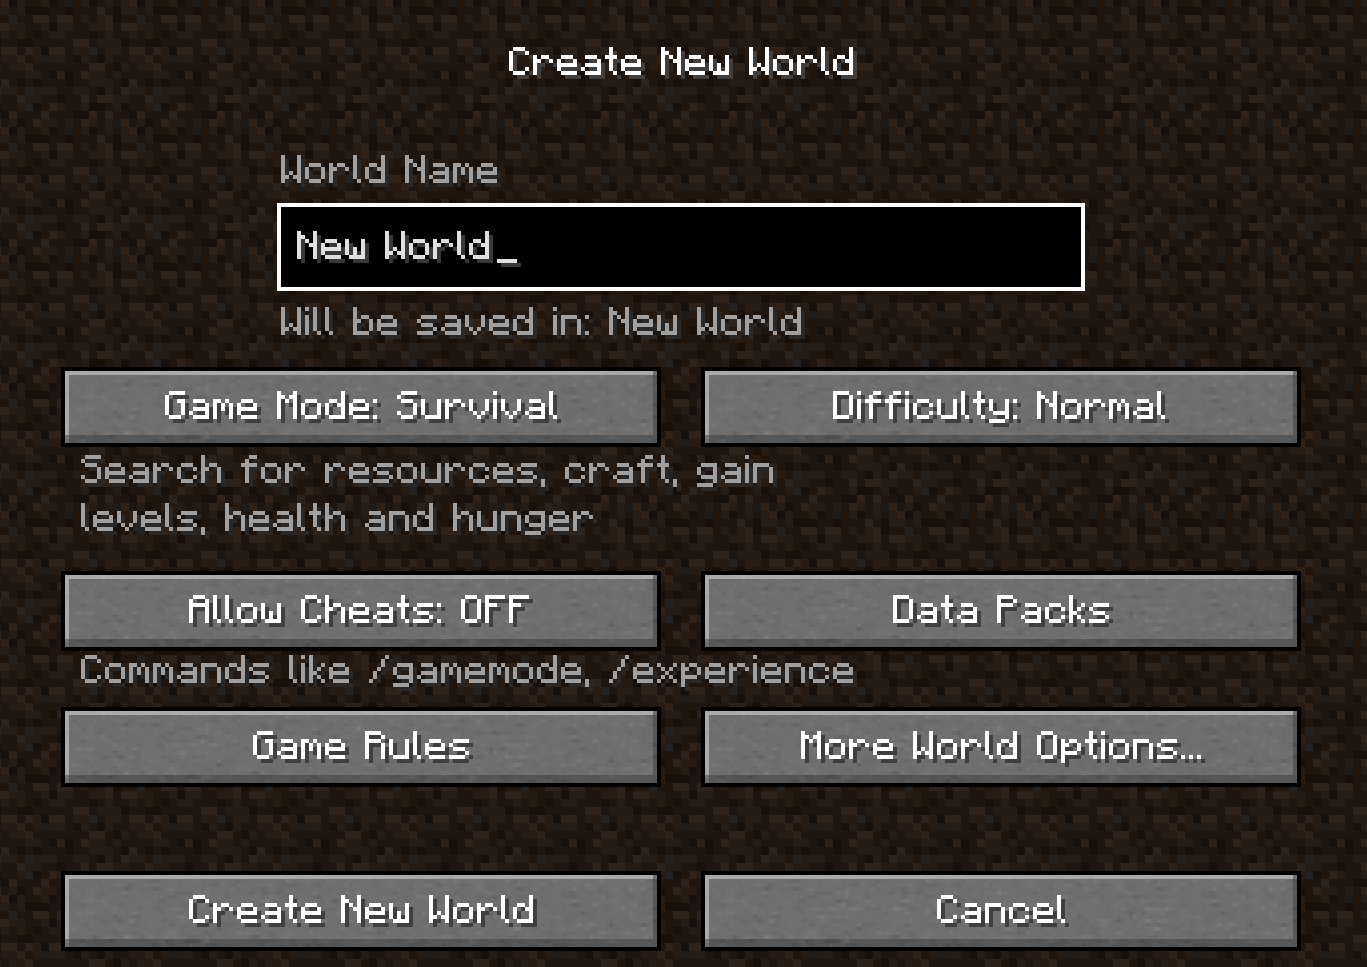 Create New World
World Name
New World_
Will be saved in: New World
Game Mode: Survival
Difficulty: Normal
Search for resources, craft, gain
levels, health and hunger
Allow Cheats: OFF
Data Packs
Commands like /gamemode, /experience
Game Rules
More World Options...
Create New World
Cancel